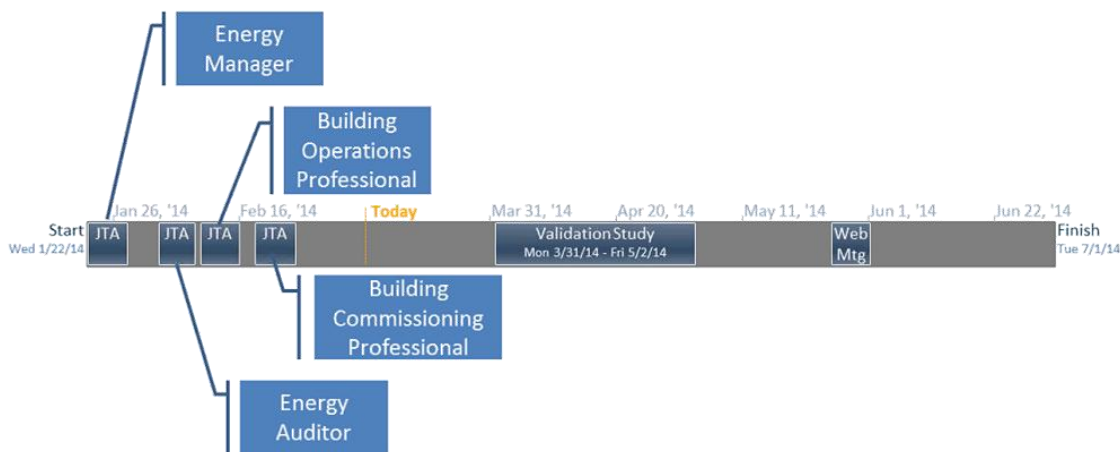 Energy
Manager
Building
Operations
Professional
Jan 26, '14
Feb 16, '14
Today
Mar 31, '14
Apr 20, '14
May 11, '14
Jun 1, '14
Jun 22, '14
Start
Wed 1/22/14
JTA
JTA
JTA
JTA
Validation Study
Mon 3/31/14 - Fri 5/2/14
Web
Mtg
Finish
Tue 7/1/14
Building
Commissioning
Professional
Energy
Auditor